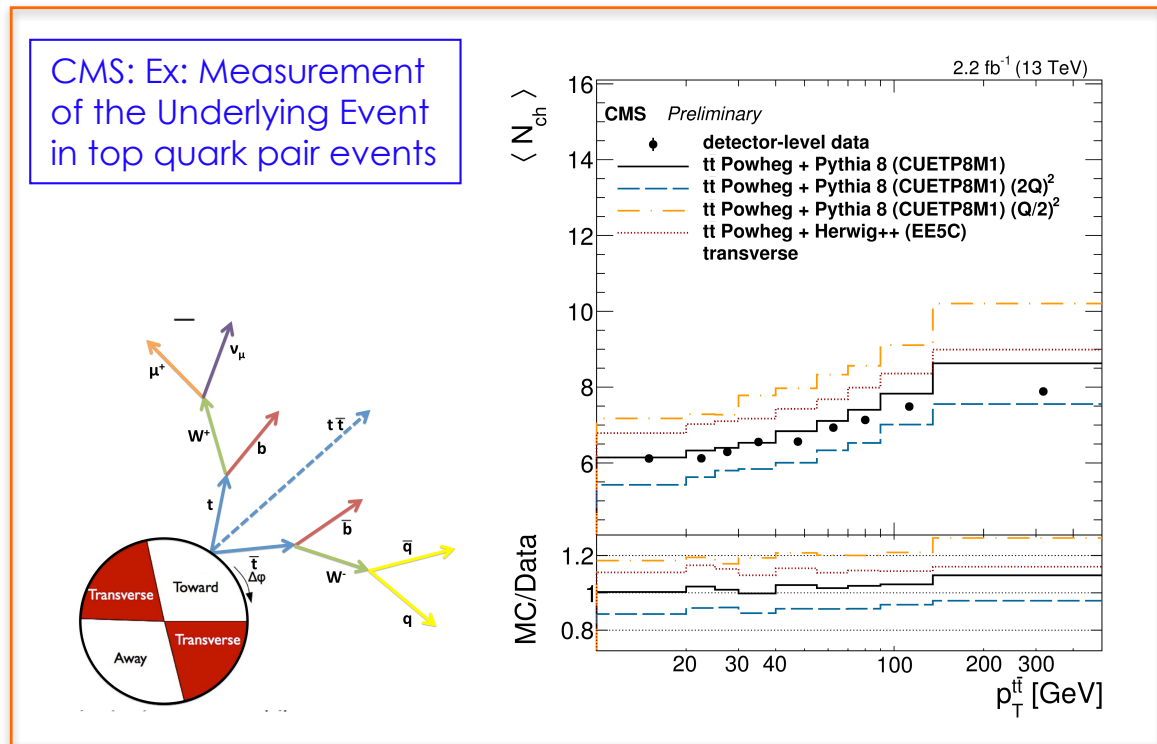 CMS: Ex: Measurement
of the Underlying Event
in top quark pair events
μ⁺
ν_μ
W⁺
b
t
t t̅
b̅
t̅
Δφ
W⁻
q̅
q
Toward
Transverse
Transverse
Away
2.2 fb⁻¹ (13 TeV)
⟨ N_ch ⟩
CMS Preliminary
detector-level data
tt Powheg + Pythia 8 (CUETP8M1)
tt Powheg + Pythia 8 (CUETP8M1) (2Q)²
tt Powheg + Pythia 8 (CUETP8M1) (Q/2)²
tt Powheg + Herwig++ (EE5C)
transverse
16
14
12
10
8
6
MC/Data
1.2
1
0.8
20 30 40 100 200 300
p_T^{tt̅} [GeV]